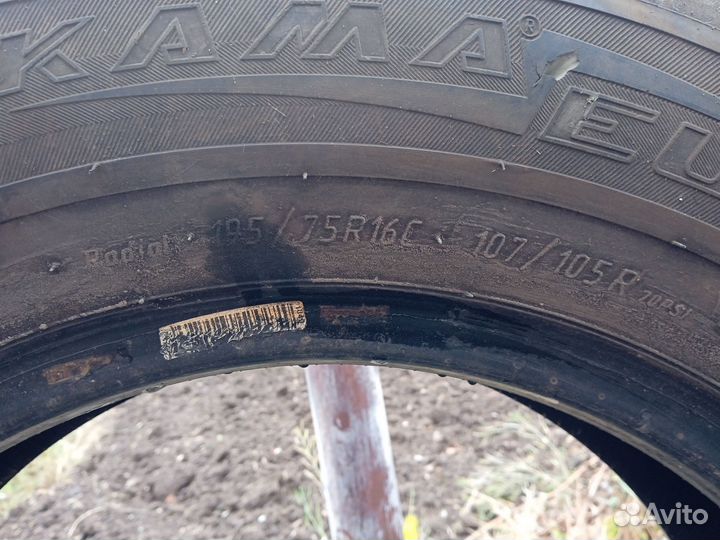 KAMA® EU
Radial 195/75R16C 107/105R
Avito